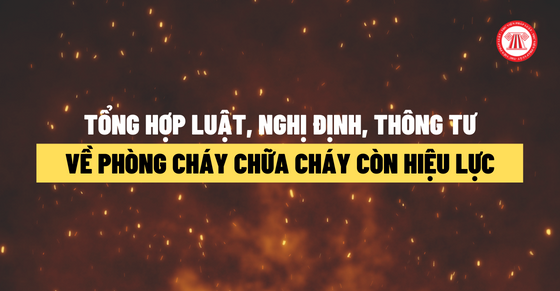 TỔNG HỢP LUẬT, NGHỊ ĐỊNH, THÔNG TƯ
VỀ PHÒNG CHÁY CHỮA CHÁY CÒN HIỆU LỰC